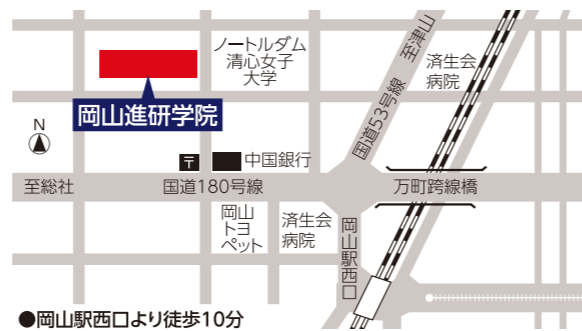 至津山
ノートルダム
清心女子
大学
済生会
病院
国道53号線
岡山進研学院
N
〒
中国銀行
至総社
国道180号線
万町跨線橋
岡山
トヨ
ペット
済生会
病院
岡山駅西口
●岡山駅西口より徒歩10分